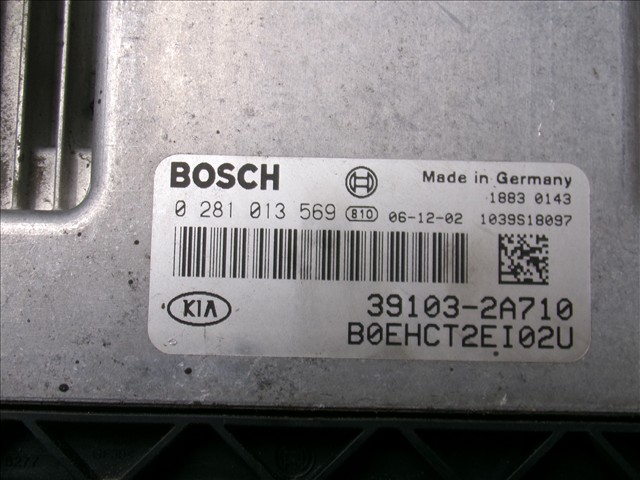 BOSCH Made in Germany
1883 0143
0 281 013 569 810 06-12-02 1039S18097
KIA 39103-2A710
B0EHCT2EI02U